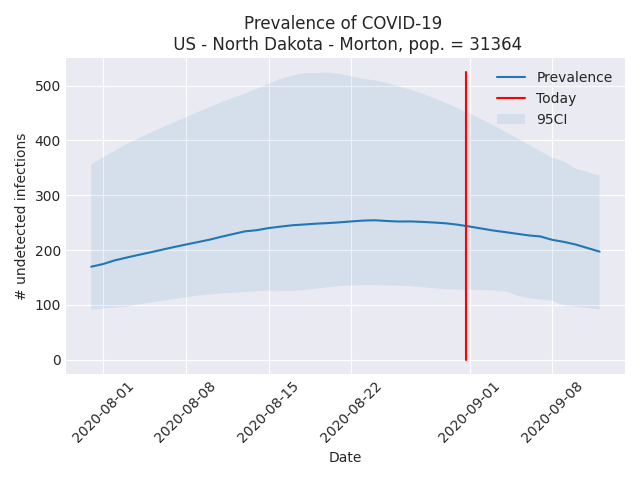 Prevalence of COVID-19
US - North Dakota - Morton, pop. = 31364
# undetected infections
500
400
300
200
100
0
Prevalence
Today
95CI
2020-08-01
2020-08-08
2020-08-15
2020-08-22
2020-09-01
2020-09-08
Date